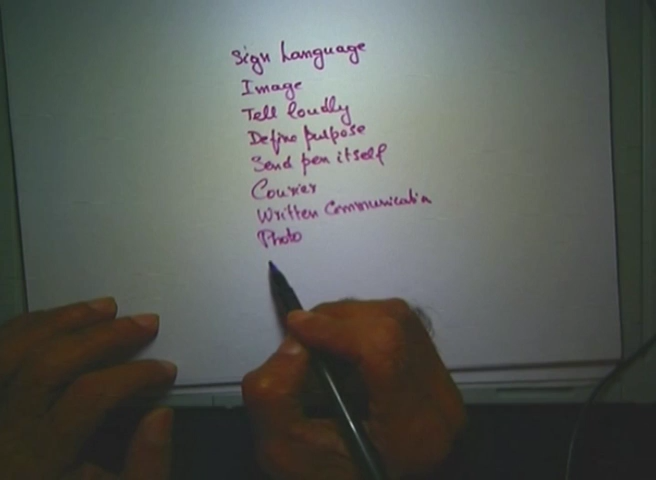 Sign Language
Image
Tell loudly
Define purpose
Send pen itself
Courier
Written Communication
Photo